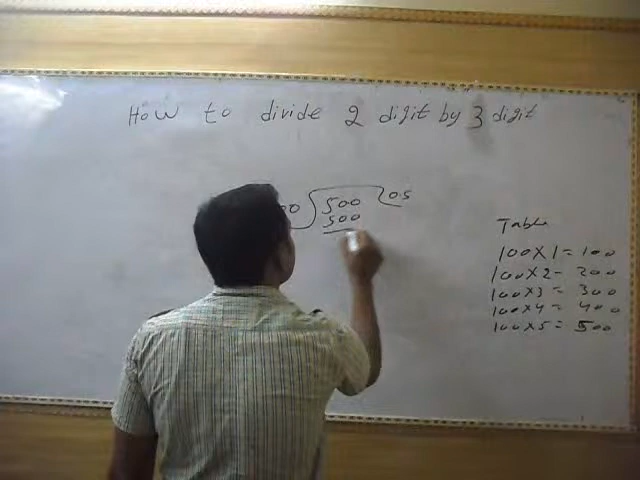 How to divide 2 digit by 3 digit
500 05
500
Table
100X1=100
100X2=200
100X3=300
100X4=400
100X5=500